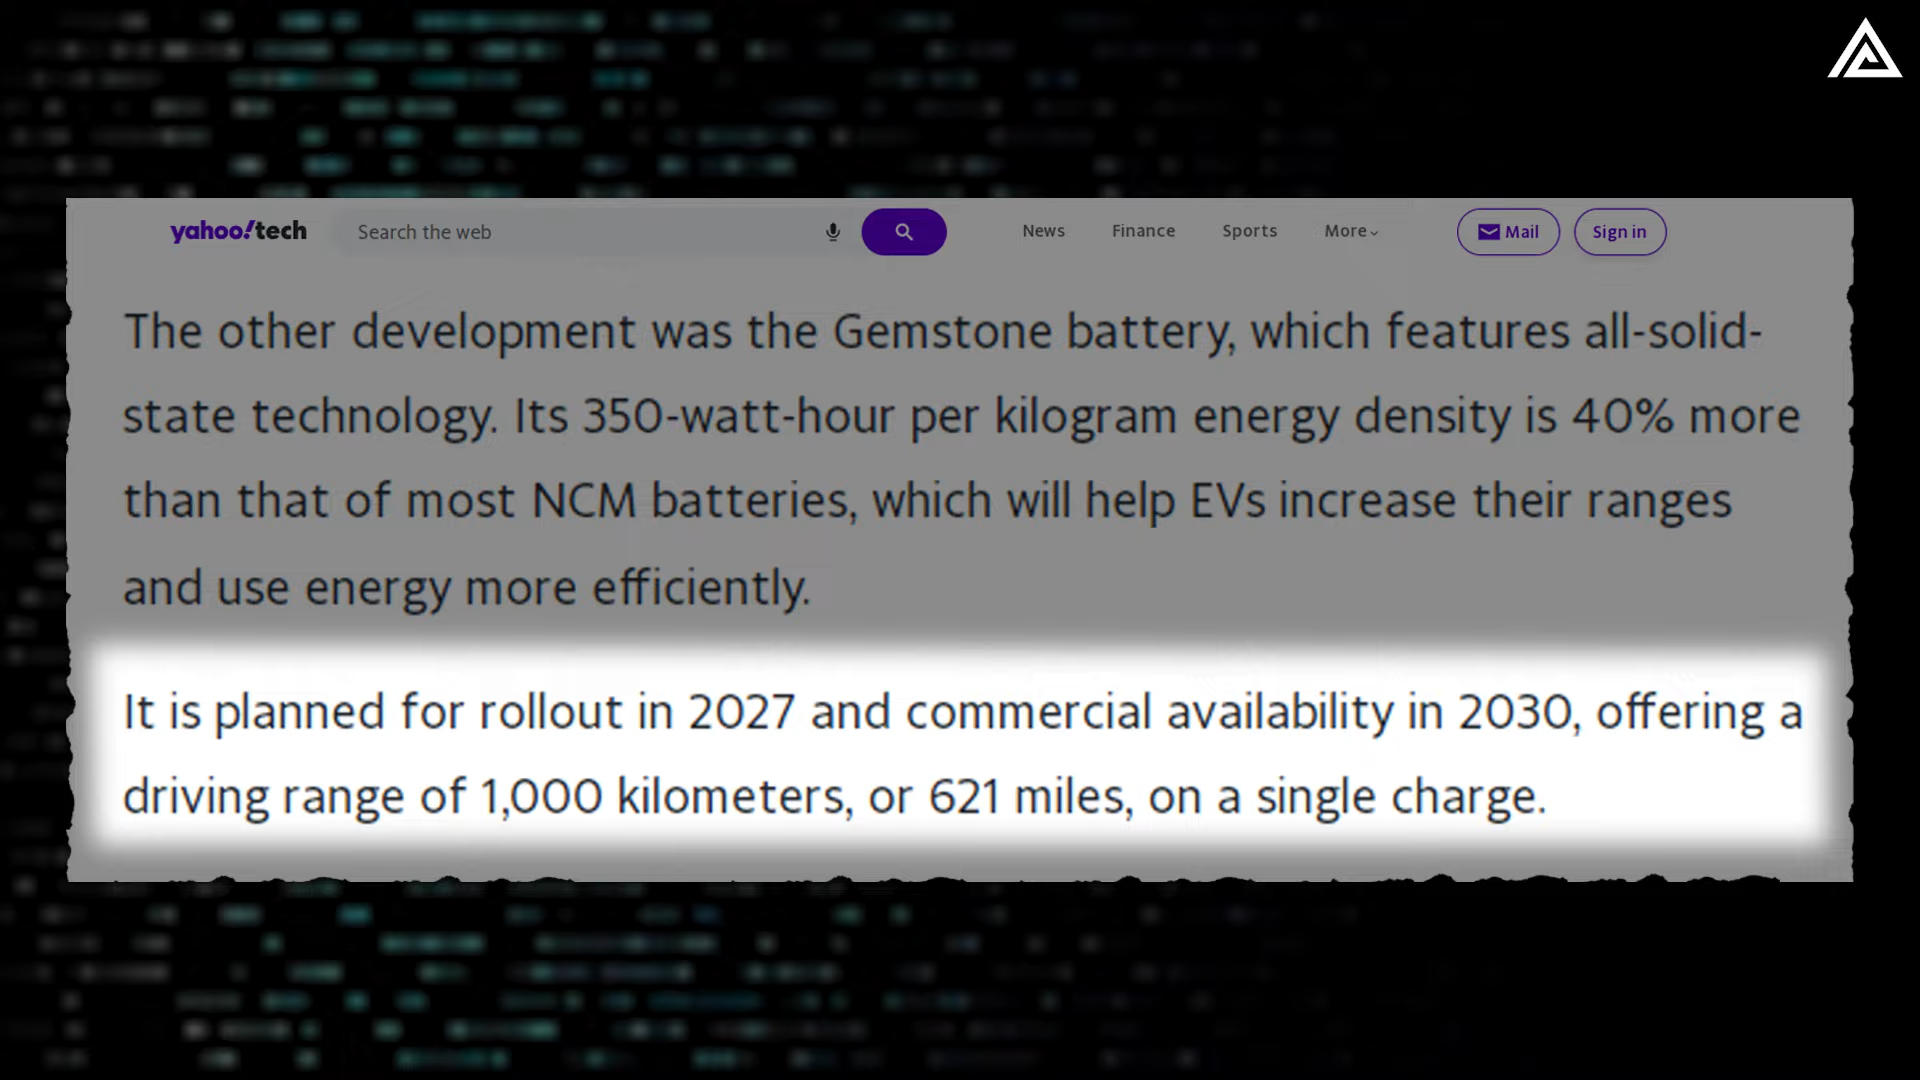 yahoo!tech
Search the web
News
Finance
Sports
More
Mail
Sign in
The other development was the Gemstone battery, which features all-solid-
state technology. Its 350-watt-hour per kilogram energy density is 40% more
than that of most NCM batteries, which will help EVs increase their ranges
and use energy more efficiently.
It is planned for rollout in 2027 and commercial availability in 2030, offering a
driving range of 1,000 kilometers, or 621 miles, on a single charge.